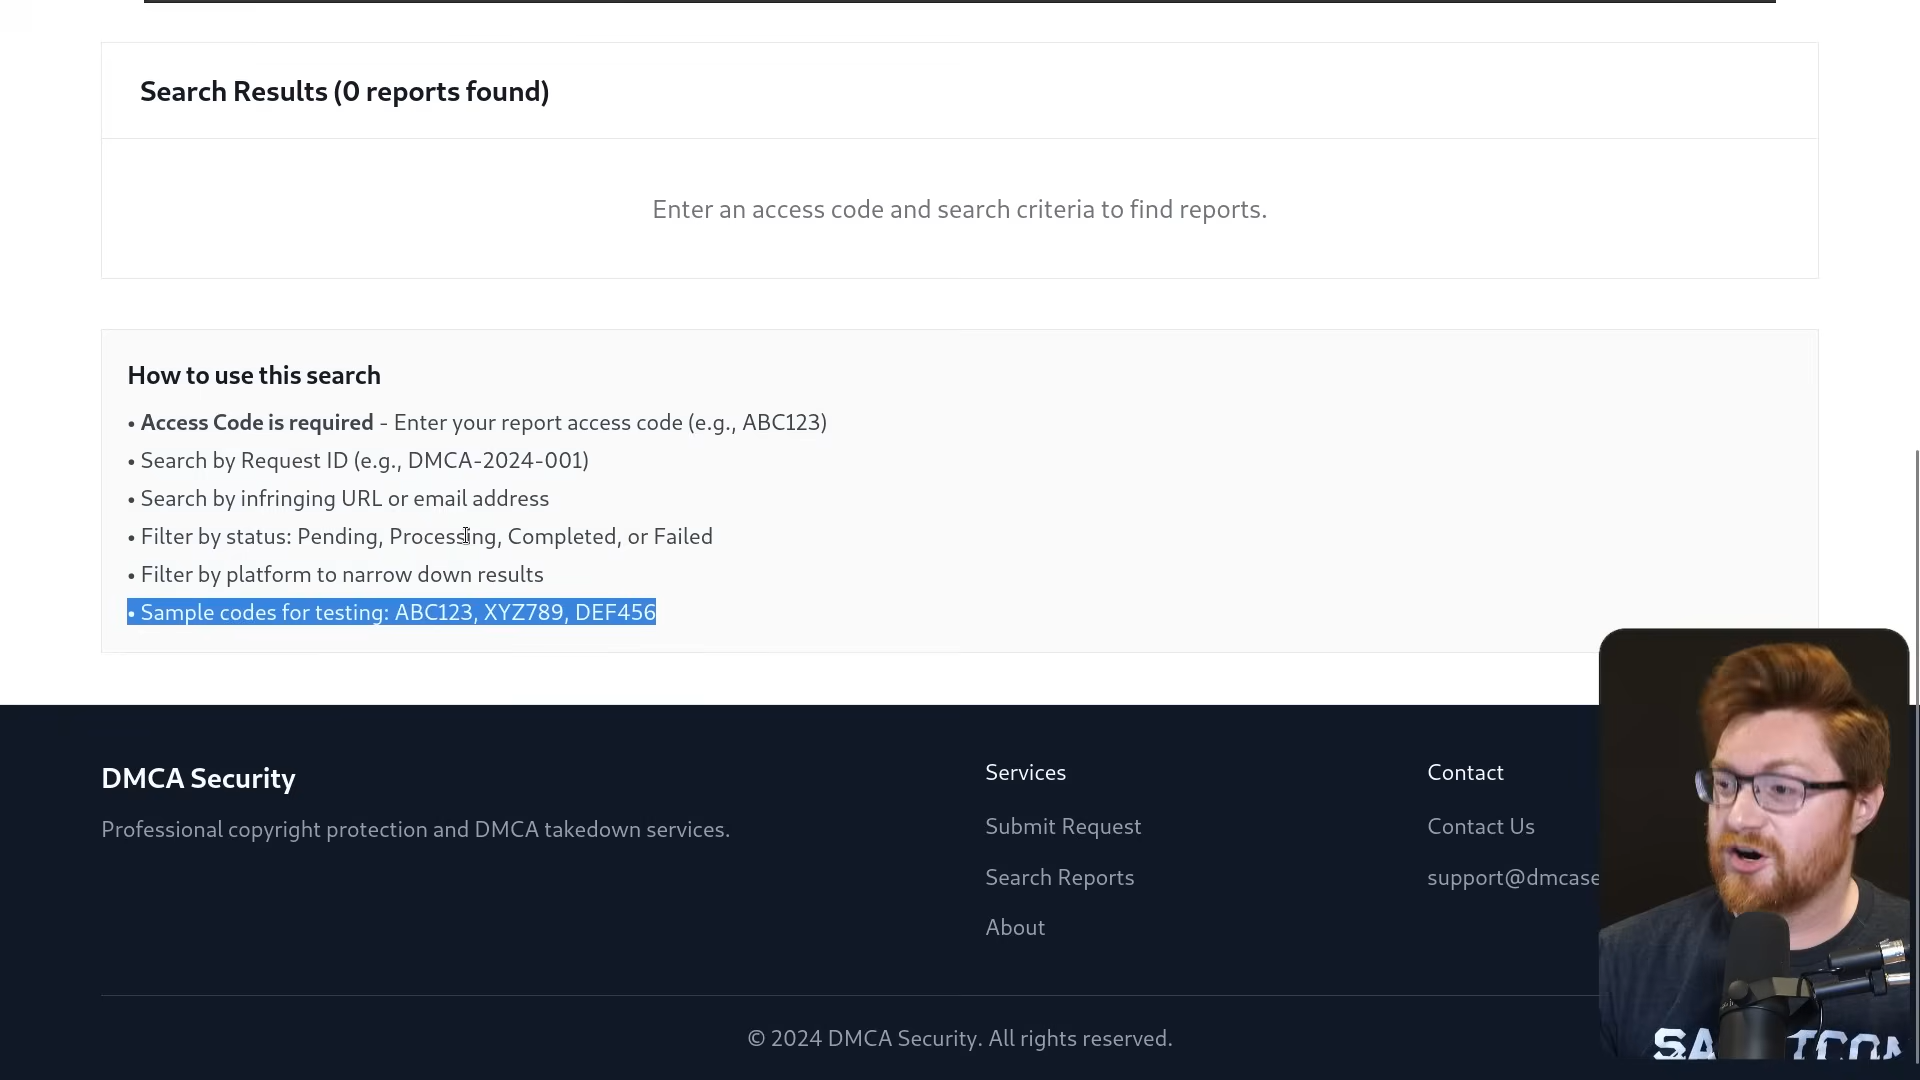 Search Results (0 reports found)
Enter an access code and search criteria to find reports.
How to use this search
• Access Code is required - Enter your report access code (e.g., ABC123)
• Search by Request ID (e.g., DMCA-2024-001)
• Search by infringing URL or email address
• Filter by status: Pending, Processing, Completed, or Failed
• Filter by platform to narrow down results
• Sample codes for testing: ABC123, XYZ789, DEF456
DMCA Security
Professional copyright protection and DMCA takedown services.
Services
Submit Request
Search Reports
About
Contact
Contact Us
support@dmcase
© 2024 DMCA Security. All rights reserved.